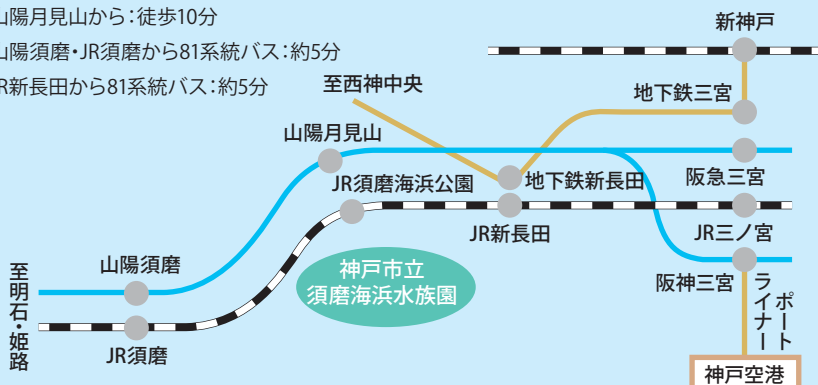 山陽月見山から：徒歩10分
山陽須磨・JR須磨から81系統バス：約5分
JR新長田から81系統バス：約5分
新神戸
至西神中央
地下鉄三宮
山陽月見山
JR須磨海浜公園
地下鉄新長田
阪急三宮
JR新長田
JR三ノ宮
山陽須磨
神戸市立
須磨海浜水族園
阪神三宮
ポート
ライナー
至明石・姫路
JR須磨
神戸空港